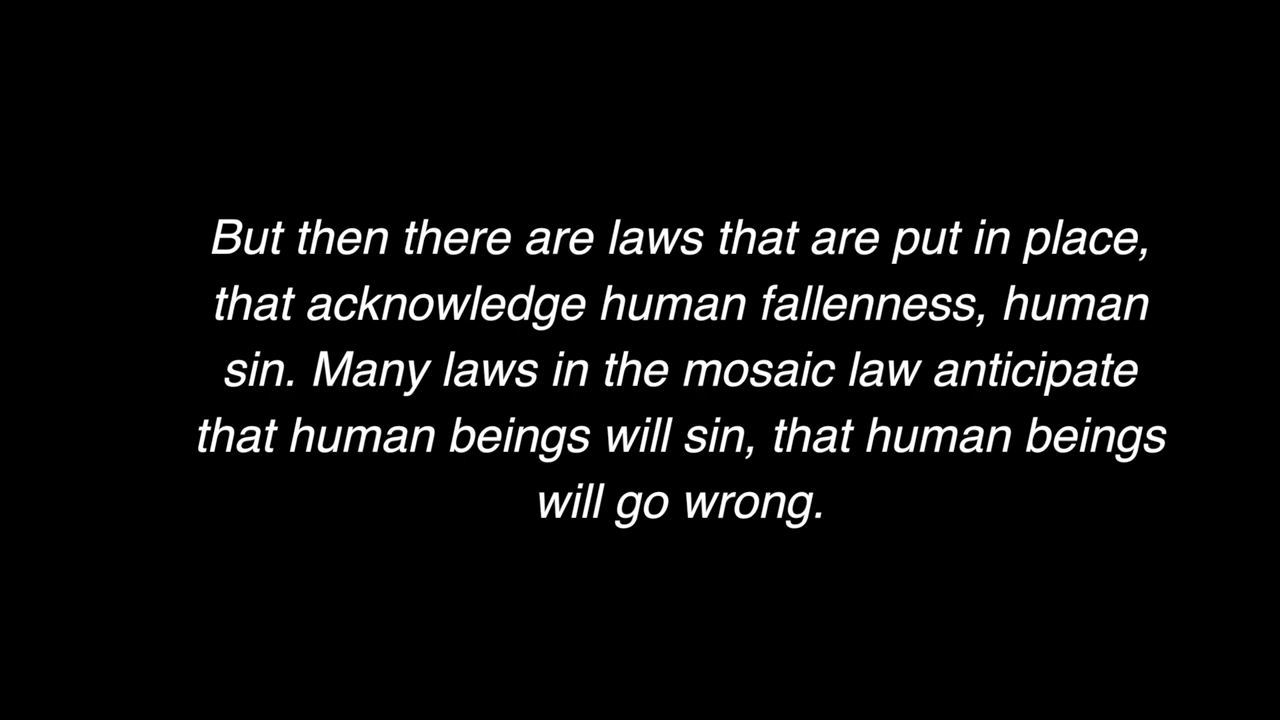 But then there are laws that are put in place,
that acknowledge human fallenness, human
sin. Many laws in the mosaic law anticipate
that human beings will sin, that human beings
will go wrong.